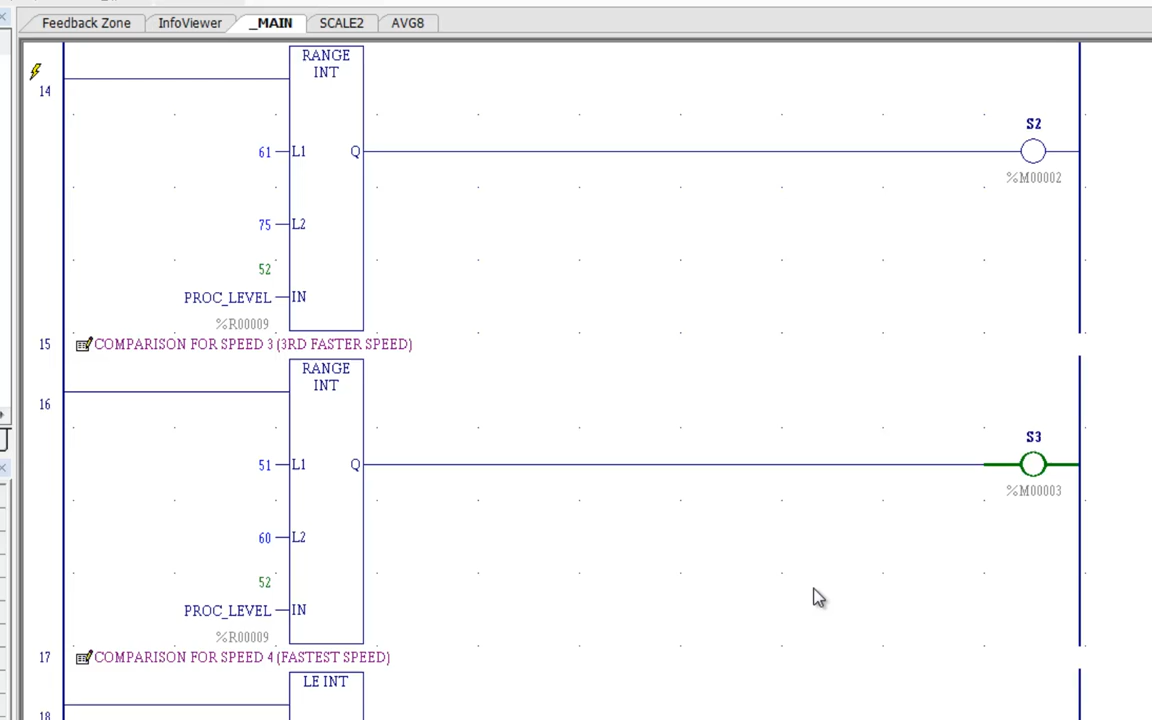 Feedback Zone InfoViewer _MAIN SCALE2 AVG8
RANGE
INT
14
S2
61 L1 Q
%M00002
75 L2
52
PROC_LEVEL IN
%R00009
15 COMPARISON FOR SPEED 3 (3RD FASTER SPEED)
RANGE
INT
16
S3
51 L1 Q
%M00003
60 L2
52
PROC_LEVEL IN
%R00009
17 COMPARISON FOR SPEED 4 (FASTEST SPEED)
LE INT
18